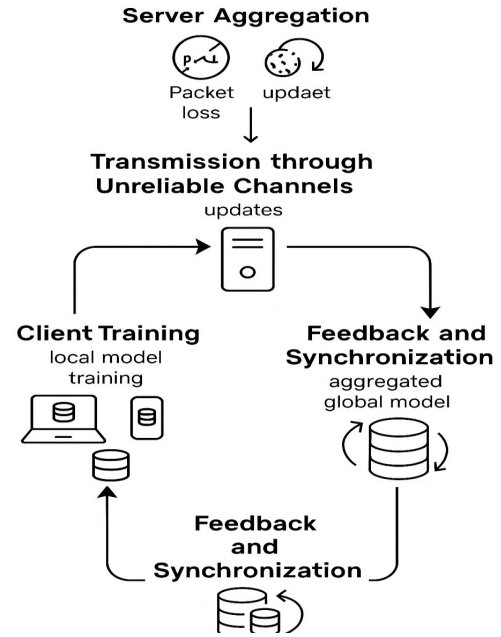 Server Aggregation
Packet loss
updaet
Transmission through
Unreliable Channels
updates
Client Training
local model
training
Feedback and
Synchronization
aggregated
global model
Feedback
and
Synchronization